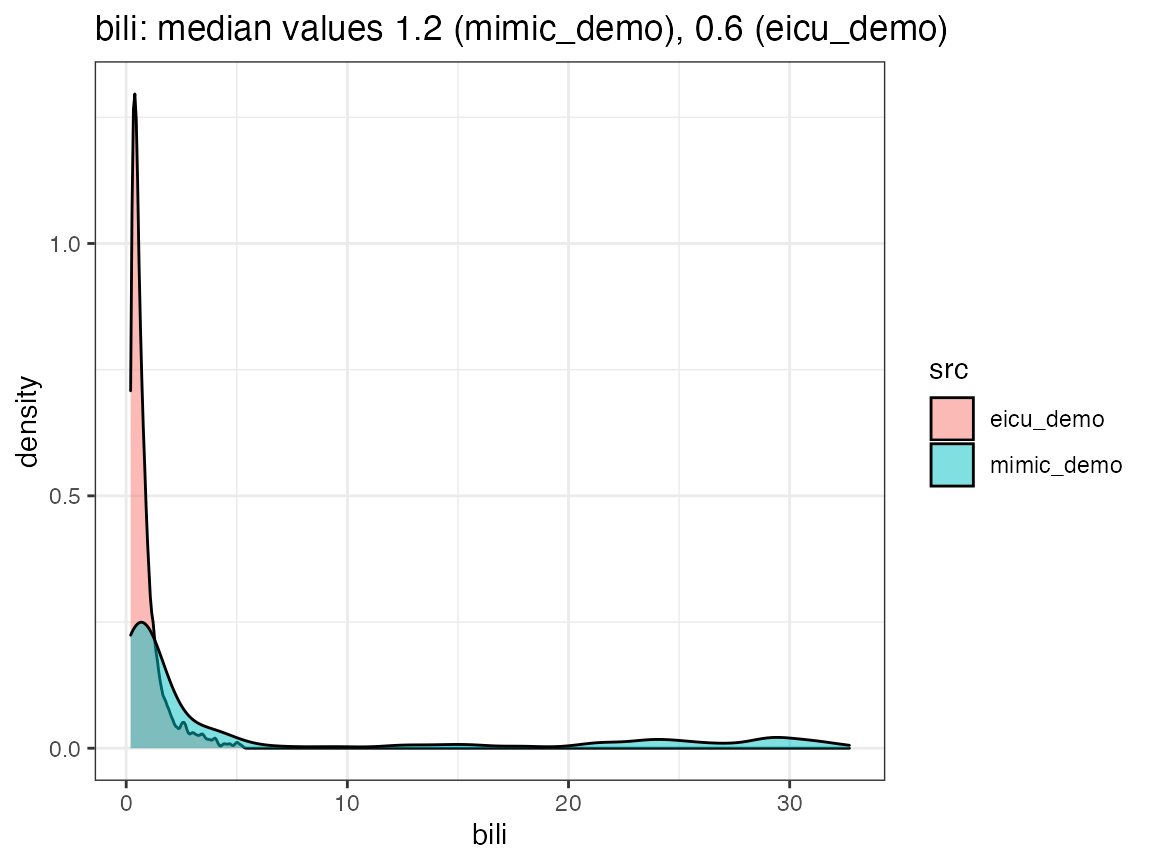 bili: median values 1.2 (mimic_demo), 0.6 (eicu_demo)
density
1.0
0.5
0.0
0
10
20
30
bili
src
eicu_demo
mimic_demo